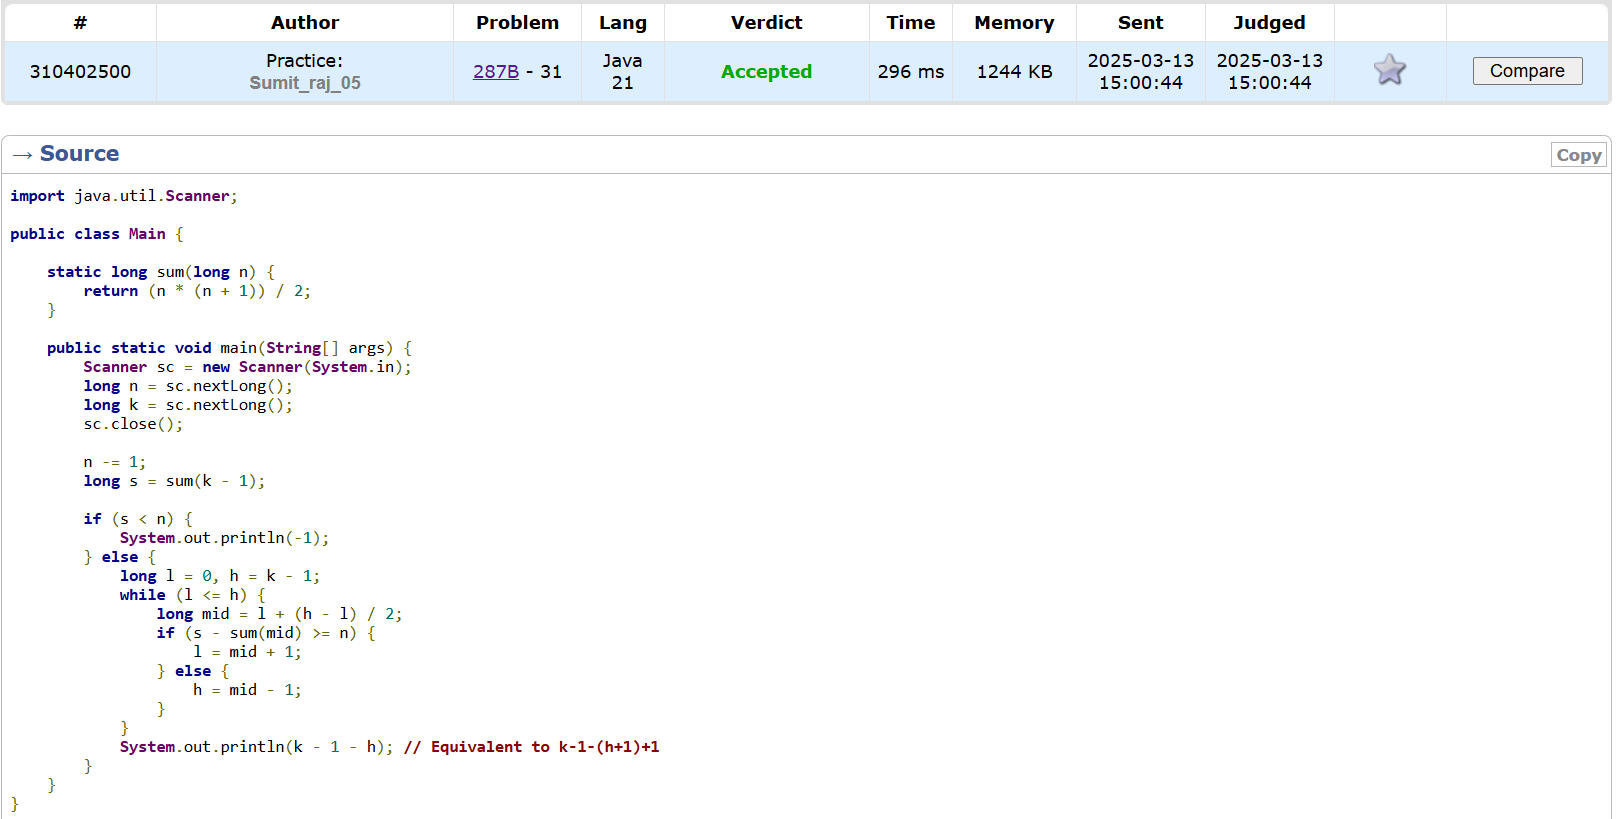 # Author Problem Lang Verdict Time Memory Sent Judged
310402500 Practice: Sumit_raj_05 287B - 31 Java 21 Accepted 296 ms 1244 KB 2025-03-13 15:00:44 2025-03-13 15:00:44 Compare
→ Source Copy
import java.util.Scanner;
public class Main {
static long sum(long n) {
return (n * (n + 1)) / 2;
}
public static void main(String[] args) {
Scanner sc = new Scanner(System.in);
long n = sc.nextLong();
long k = sc.nextLong();
sc.close();
n -= 1;
long s = sum(k - 1);
if (s < n) {
System.out.println(-1);
} else {
long l = 0, h = k - 1;
while (l <= h) {
long mid = l + (h - l) / 2;
if (s - sum(mid) >= n) {
l = mid + 1;
} else {
h = mid - 1;
}
}
System.out.println(k - 1 - h); // Equivalent to k-1-(h+1)+1
}
}
}